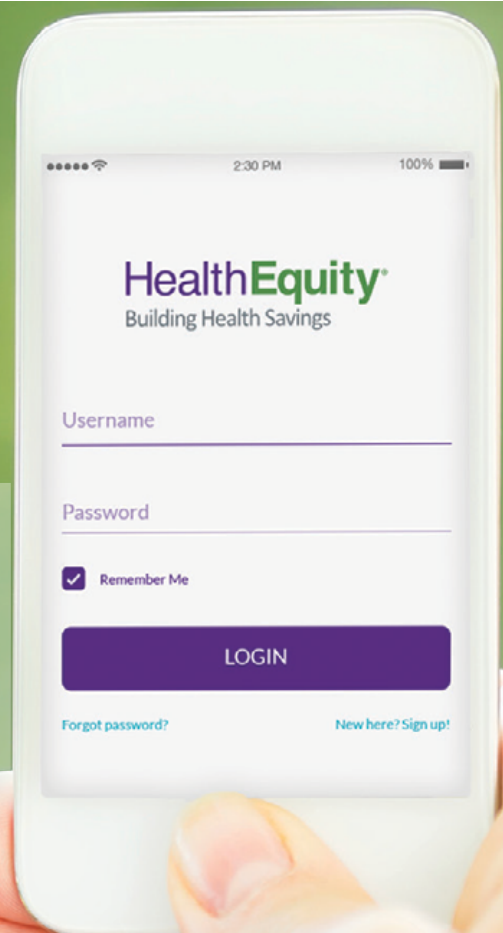 2:30 PM 100%
HealthEquity®
Building Health Savings
Username
Password
Remember Me
LOGIN
Forgot password? New here? Sign up!